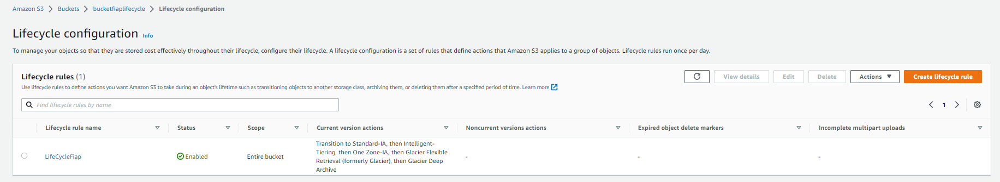 Amazon S3 > Buckets > bucketfiaplifecycle > Lifecycle configuration
Lifecycle configuration Info
To manage your objects so that they are stored cost effectively throughout their lifecycle, configure their lifecycle. A lifecycle configuration is a set of rules that define actions that Amazon S3 applies to a group of objects. Lifecycle rules run once per day.
Lifecycle rules (1)
View details
Edit
Delete
Actions
Create lifecycle rule
Use lifecycle rules to define actions you want Amazon S3 to take during an object's lifetime such as transitioning objects to another storage class, archiving them, or deleting them after a specified period of time. Learn more
Find lifecycle rules by name
1
Lifecycle rule name
Status
Scope
Current version actions
Noncurrent versions actions
Expired object delete markers
Incomplete multipart uploads
LifeCycleFiap
Enabled
Entire bucket
Transition to Standard-IA, then Intelligent-
Tiering, then One Zone-IA, then Glacier Flexible
Retrieval (formerly Glacier), then Glacier Deep
Archive
-
-
-